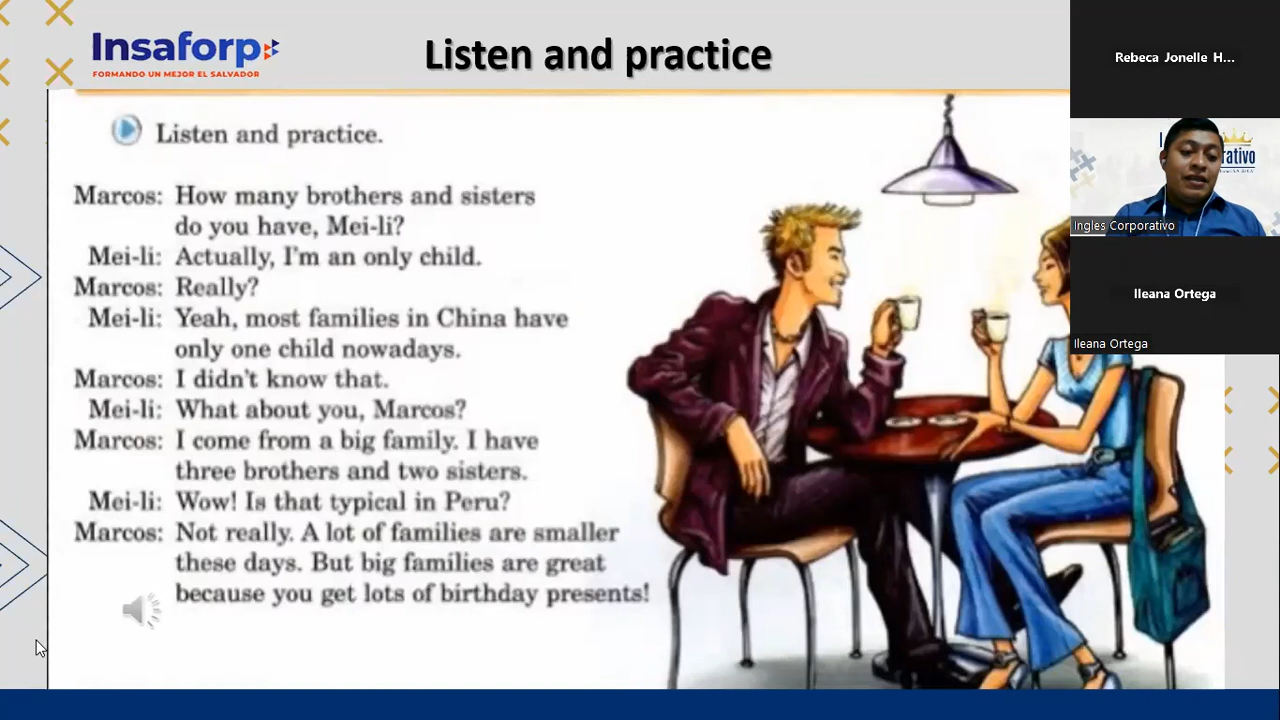 Insaforp
FORMANDO UN MEJOR EL SALVADOR
Listen and practice
Listen and practice.
Marcos: How many brothers and sisters
do you have, Mei-li?
Mei-li: Actually, I'm an only child.
Marcos: Really?
Mei-li: Yeah, most families in China have
only one child nowadays.
Marcos: I didn't know that.
Mei-li: What about you, Marcos?
Marcos: I come from a big family. I have
three brothers and two sisters.
Mei-li: Wow! Is that typical in Peru?
Marcos: Not really. A lot of families are smaller
these days. But big families are great
because you get lots of birthday presents!
Rebeca Jonelle H...
Ingles Corporativo
Ileana Ortega
Ileana Ortega